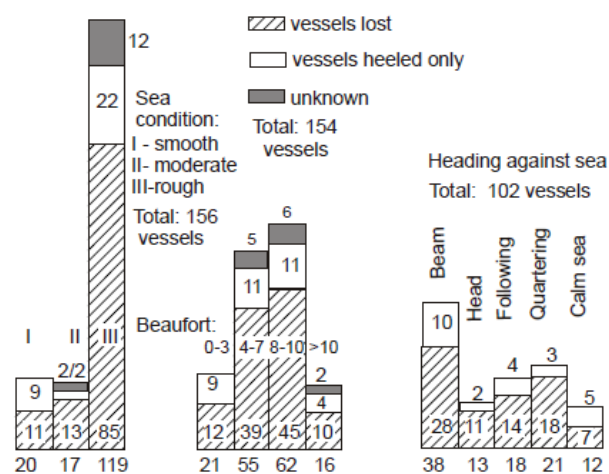 vessels lost
vessels heeled only
unknown
Total: 154
vessels
12
22
Sea
condition:
I - smooth
II- moderate
III-rough
Total: 156
vessels
I
II
III
2/2
9
11
13
85
20
17
119
Beaufort:
0-3
4-7
8-10
>10
5
6
11
11
9
2
4
12
39
45
10
21
55
62
16
Heading against sea
Total: 102 vessels
Beam
Head
Following
Quartering
Calm sea
10
2
4
3
5
28
11
14
18
7
38
13
18
21
12